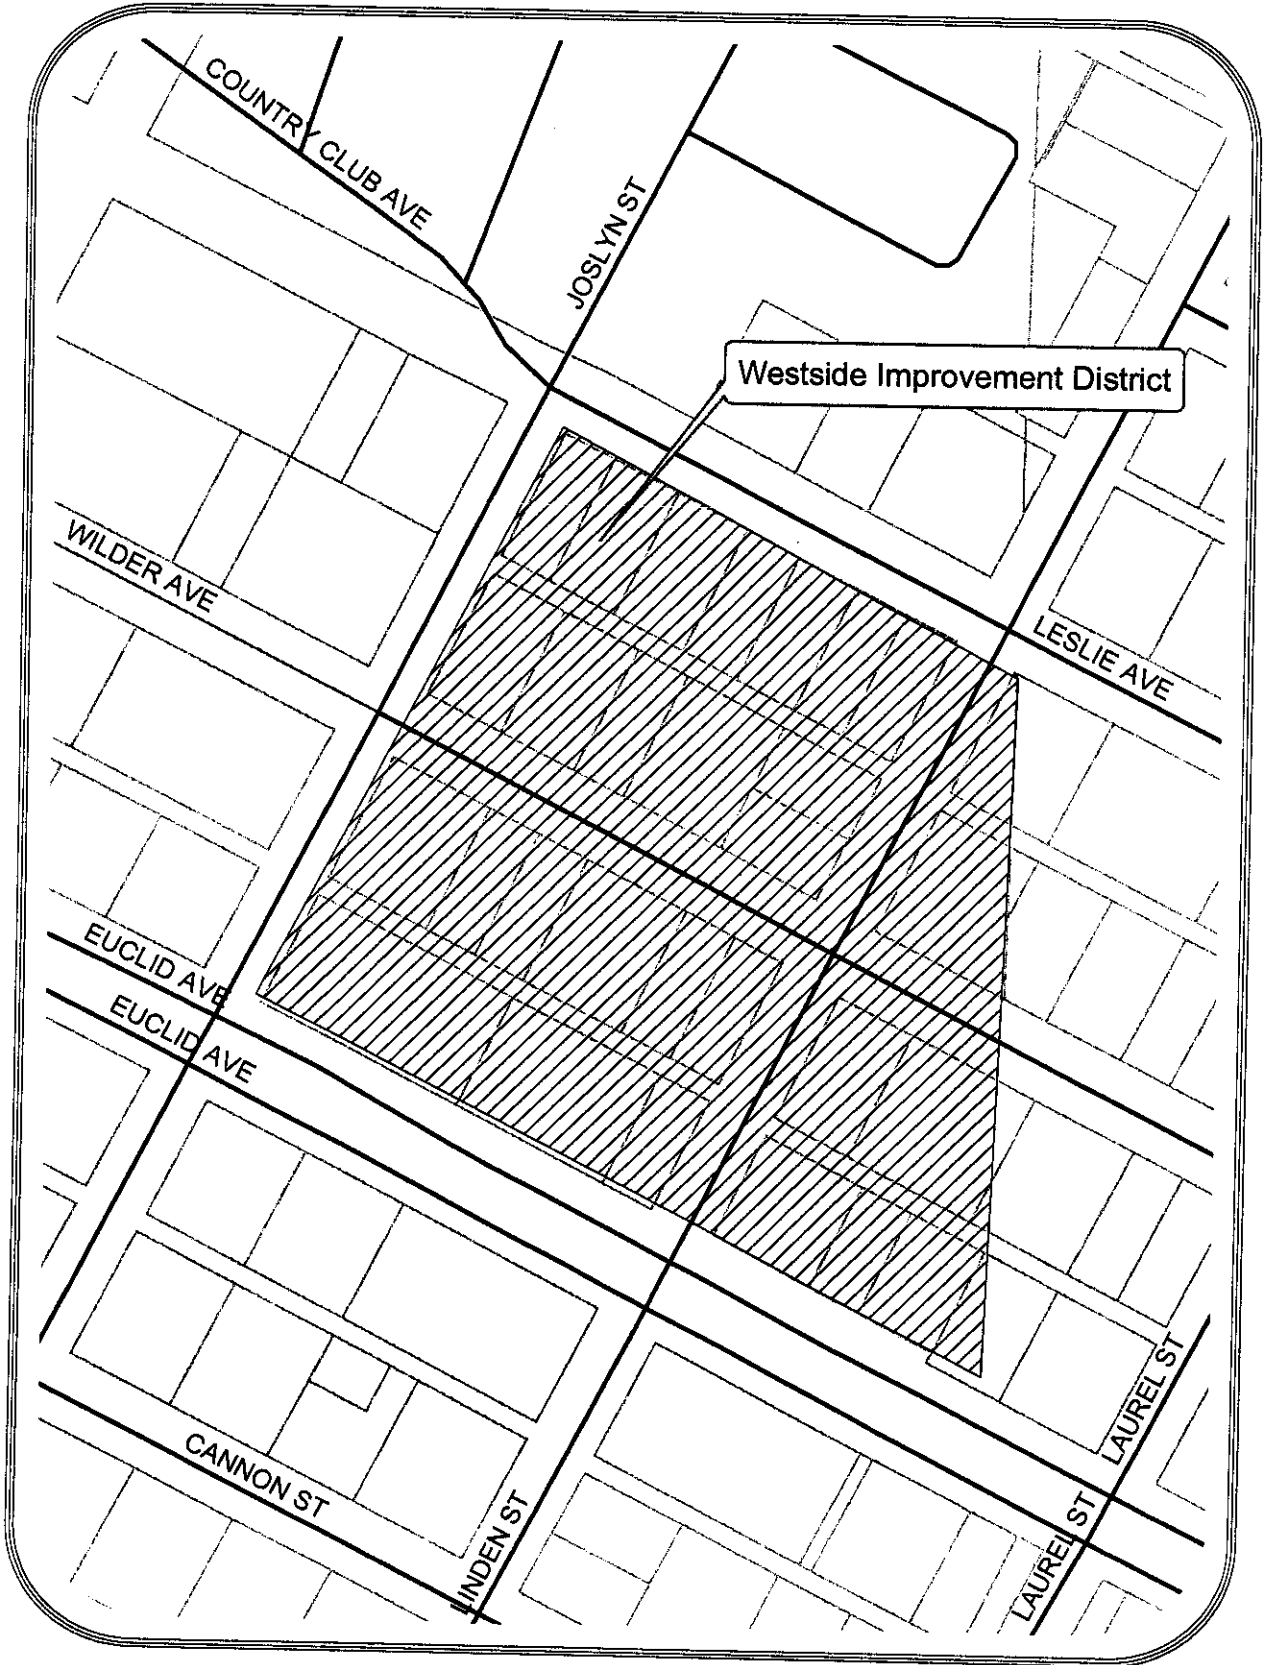 COUNTRY CLUB AVE
JOSLYN ST
Westside Improvement District
WILDER AVE
LESLIE AVE
EUCLID AVE
EUCLID AVE
LAUREL ST
CANNON ST
LINDEN ST
LAUREL ST